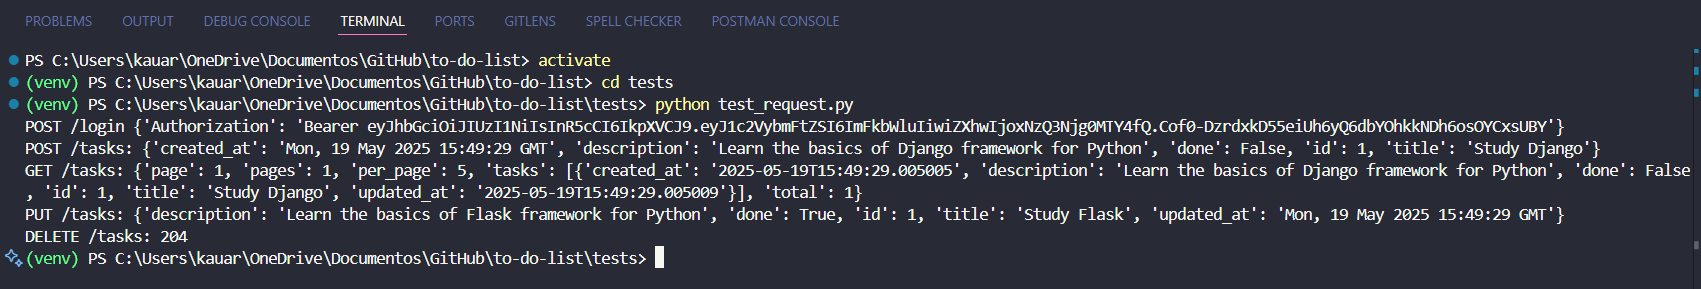 PROBLEMS OUTPUT DEBUG CONSOLE TERMINAL PORTS GITLENS SPELL CHECKER POSTMAN CONSOLE
PS C:\Users\kauar\OneDrive\Documentos\GitHub\to-do-list> activate
(venv) PS C:\Users\kauar\OneDrive\Documentos\GitHub\to-do-list> cd tests
(venv) PS C:\Users\kauar\OneDrive\Documentos\GitHub\to-do-list\tests> python test_request.py
POST /login {'Authorization': 'Bearer eyJhbGciOiJIUzI1NiIsInR5cCI6IkpXVCJ9.eyJ1c2VybmFtZSI6ImFkbWluIiwiZXhwIjoxNzQ3Njg0MTY4fQ.Cof0-DzrdxkD55eiUh6yQ6dbYOhkkNDh6osOYCxsUBY'}
POST /tasks: {'created_at': 'Mon, 19 May 2025 15:49:29 GMT', 'description': 'Learn the basics of Django framework for Python', 'done': False, 'id': 1, 'title': 'Study Django'}
GET /tasks: {'page': 1, 'pages': 1, 'per_page': 5, 'tasks': [{'created_at': '2025-05-19T15:49:29.005005', 'description': 'Learn the basics of Django framework for Python', 'done': False
, 'id': 1, 'title': 'Study Django', 'updated_at': '2025-05-19T15:49:29.005009'}], 'total': 1}
PUT /tasks: {'description': 'Learn the basics of Flask framework for Python', 'done': True, 'id': 1, 'title': 'Study Flask', 'updated_at': 'Mon, 19 May 2025 15:49:29 GMT'}
DELETE /tasks: 204
(venv) PS C:\Users\kauar\OneDrive\Documentos\GitHub\to-do-list\tests>